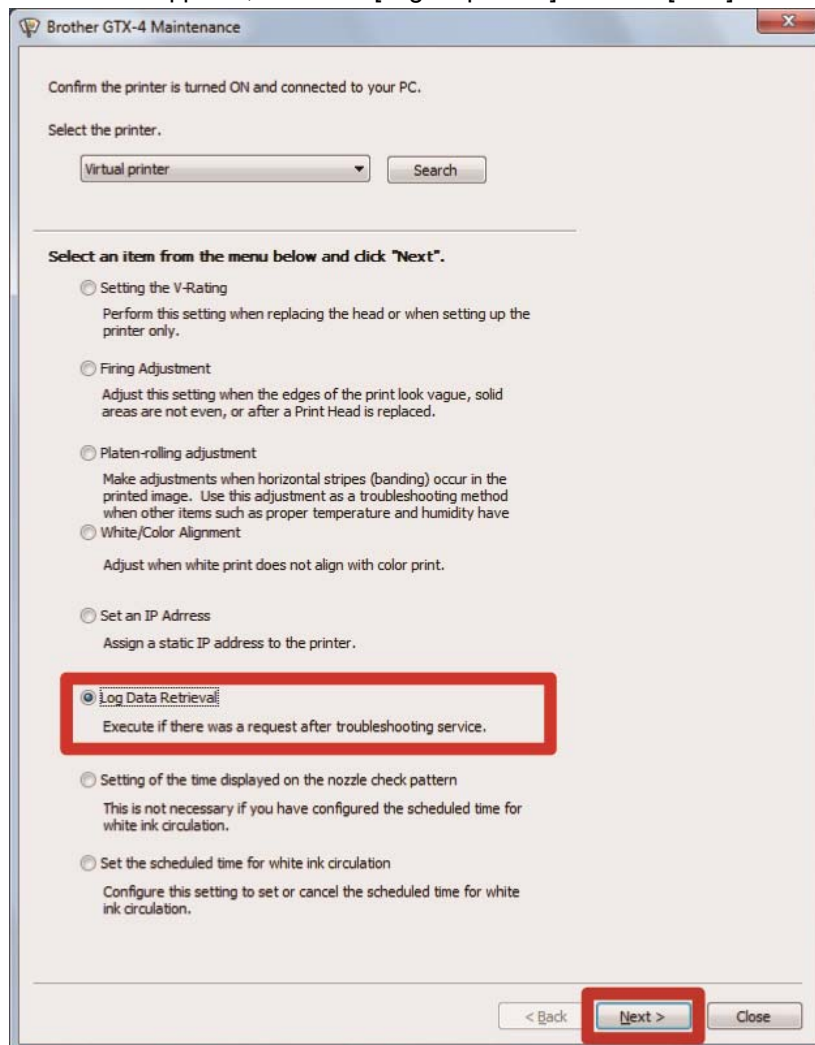 Brother GTX-4 Maintenance
Confirm the printer is turned ON and connected to your PC.
Select the printer.
Virtual printer
Search
Select an item from the menu below and click "Next".
Setting the V-Rating
Perform this setting when replacing the head or when setting up the
printer only.
Firing Adjustment
Adjust this setting when the edges of the print look vague, solid
areas are not even, or after a Print Head is replaced.
Platen-rolling adjustment
Make adjustments when horizontal stripes (banding) occur in the
printed image.  Use this adjustment as a troubleshooting method
when other items such as proper temperature and humidity have
White/Color Alignment
Adjust when white print does not align with color print.
Set an IP Adrress
Assign a static IP address to the printer.
Log Data Retrieval
Execute if there was a request after troubleshooting service.
Setting of the time displayed on the nozzle check pattern
This is not necessary if you have configured the scheduled time for
white ink circulation.
Set the scheduled time for white ink circulation
Configure this setting to set or cancel the scheduled time for white
ink circulation.
< Back
Next >
Close